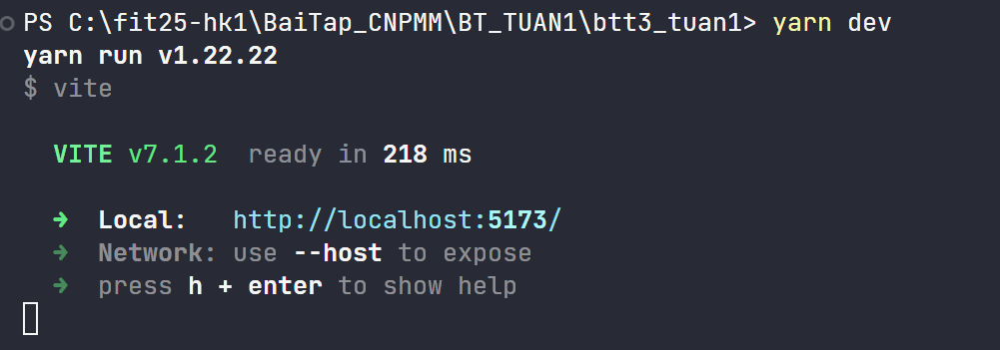 PS C:\fit25-hk1\BaiTap_CNPMM\BT_TUAN1\btt3_tuan1> yarn dev
yarn run v1.22.22
$ vite
VITE v7.1.2  ready in 218 ms
➜  Local:   http://localhost:5173/
➜  Network: use --host to expose
➜  press h + enter to show help